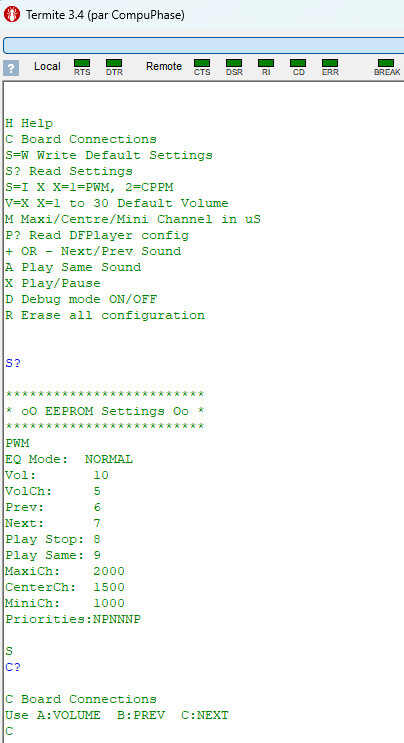 Termite 3.4 (par CompuPhase)
? Local RTS DTR Remote CTS DSR RI CD ERR BREAK
H Help
C Board Connections
S=W Write Default Settings
S? Read Settings
S=I X X=1=PWM, 2=CPPM
V=X X=1 to 30 Default Volume
M Maxi/Centre/Mini Channel in uS
P? Read DFPlayer config
+ OR - Next/Prev Sound
A Play Same Sound
X Play/Pause
D Debug mode ON/OFF
R Erase all configuration
S?
*************************
* oO EEPROM Settings Oo *
*************************
PWM
EQ Mode:  NORMAL
Vol:       10
VolCh:     5
Prev:      6
Next:      7
Play Stop: 8
Play Same: 9
MaxiCh:    2000
CenterCh:  1500
MiniCh:    1000
Priorities:NPNNNP
S
C?
C Board Connections
Use A:VOLUME  B:PREV  C:NEXT
C